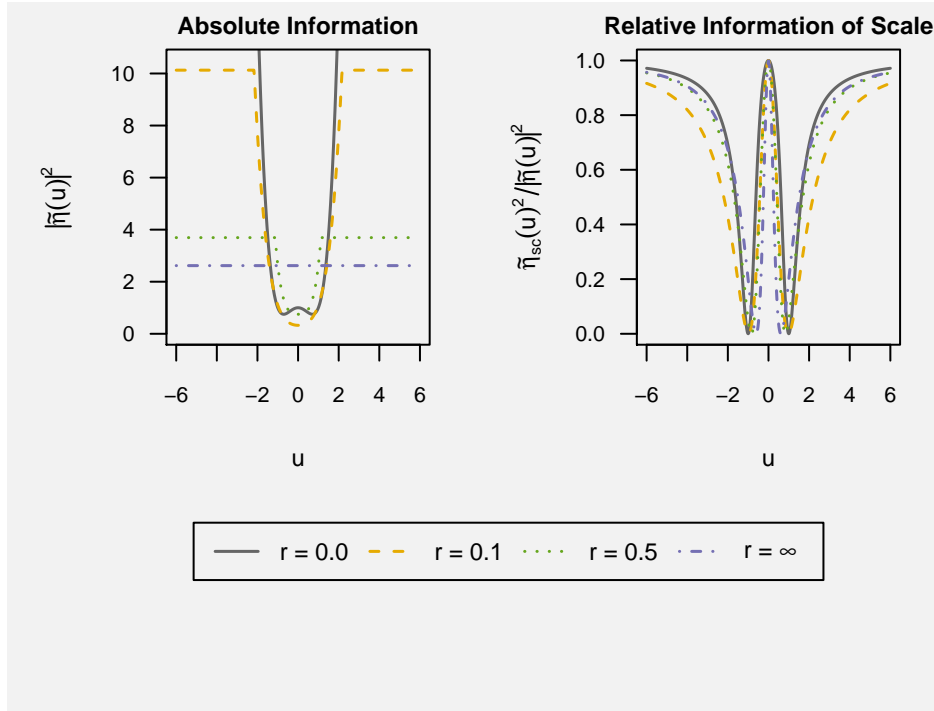 Absolute Information
|η̃(u)|²
10
8
6
4
2
0
−6 −2 0 2 4 6
u
Relative Information of Scale
η̃sc(u)²/|η̃(u)|²
1.0
0.8
0.6
0.4
0.2
0.0
−6 −2 0 2 4 6
u
r = 0.0 r = 0.1 r = 0.5 r = ∞